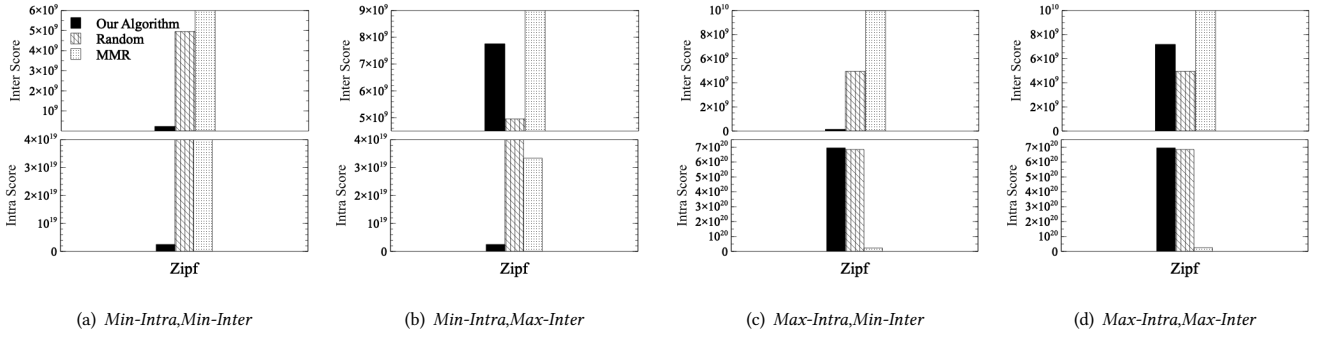 6×10⁹
5×10⁹
4×10⁹
3×10⁹
2×10⁹
10⁹
Inter Score
Our Algorithm
Random
MMR
4×10¹⁹
3×10¹⁹
2×10¹⁹
10¹⁹
0
Intra Score
Zipf
(a) Min-Intra,Min-Inter
9×10⁹
8×10⁹
7×10⁹
6×10⁹
5×10⁹
Inter Score
4×10¹⁹
3×10¹⁹
2×10¹⁹
10¹⁹
0
Intra Score
Zipf
(b) Min-Intra,Max-Inter
10¹⁰
8×10⁹
6×10⁹
4×10⁹
2×10⁹
0
Inter Score
7×10²⁰
6×10²⁰
5×10²⁰
4×10²⁰
3×10²⁰
2×10²⁰
10²⁰
0
Intra Score
Zipf
(c) Max-Intra,Min-Inter
10¹⁰
8×10⁹
6×10⁹
4×10⁹
2×10⁹
0
Inter Score
7×10²⁰
6×10²⁰
5×10²⁰
4×10²⁰
3×10²⁰
2×10²⁰
10²⁰
0
Intra Score
Zipf
(d) Max-Intra,Max-Inter